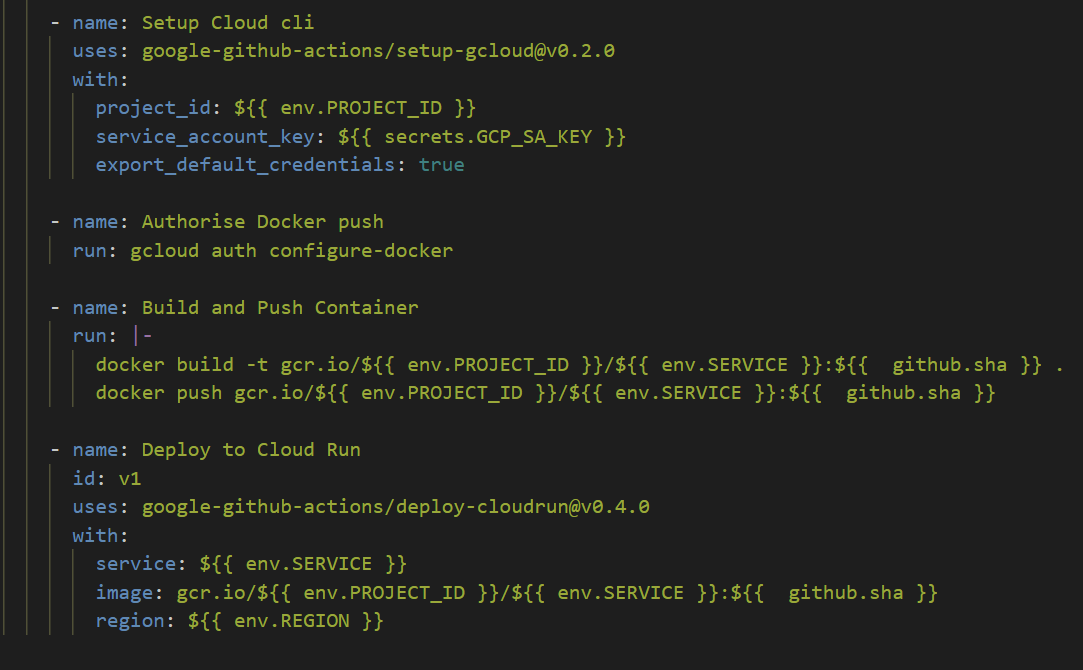 - name: Setup Cloud cli
  uses: google-github-actions/setup-gcloud@v0.2.0
  with:
    project_id: ${{ env.PROJECT_ID }}
    service_account_key: ${{ secrets.GCP_SA_KEY }}
    export_default_credentials: true

- name: Authorise Docker push
  run: gcloud auth configure-docker

- name: Build and Push Container
  run: |-
    docker build -t gcr.io/${{ env.PROJECT_ID }}/${{ env.SERVICE }}:${{  github.sha }} .
    docker push gcr.io/${{ env.PROJECT_ID }}/${{ env.SERVICE }}:${{  github.sha }}

- name: Deploy to Cloud Run
  id: v1
  uses: google-github-actions/deploy-cloudrun@v0.4.0
  with:
    service: ${{ env.SERVICE }}
    image: gcr.io/${{ env.PROJECT_ID }}/${{ env.SERVICE }}:${{  github.sha }}
    region: ${{ env.REGION }}